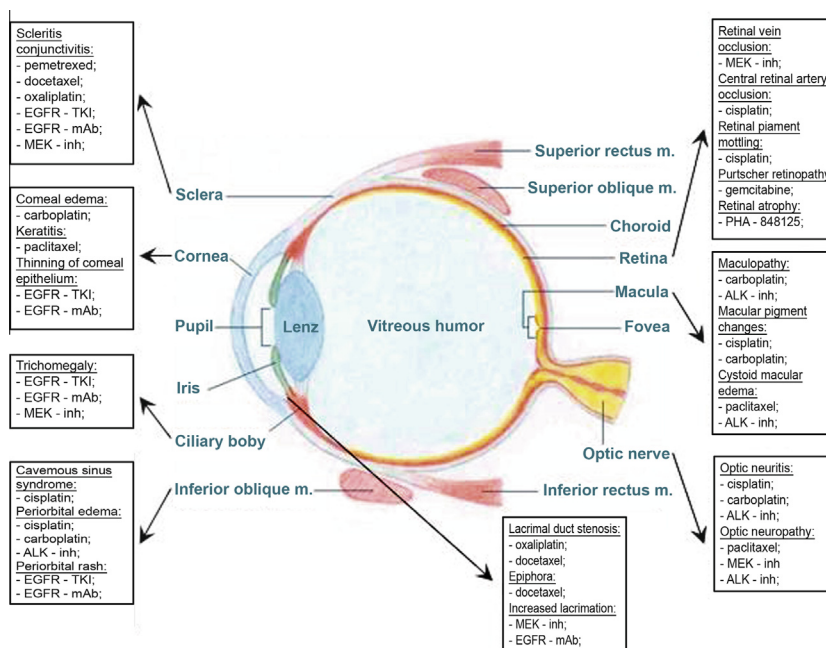 Scleritis
conjunctivitis:
- pemetrexed;
- docetaxel;
- oxaliplatin;
- EGFR - TKI;
- EGFR - mAb;
- MEK - inh;
Comeal edema:
- carboplatin;
Keratitis:
- paclitaxel;
Thinning of comeal
epithelium:
- EGFR - TKI;
- EGFR - mAb;
Trichomegaly:
- EGFR - TKI;
- EGFR - mAb;
- MEK - inh;
Cavemous sinus
syndrome:
- cisplatin;
Periorbital edema:
- cisplatin;
- carboplatin;
- ALK - inh;
Periorbital rash:
- EGFR - TKI;
- EGFR - mAb;
Sclera
Cornea
Pupil
Iris
Ciliary boby
Inferior oblique m.
Lenz
Vitreous humor
Superior rectus m.
Superior oblique m.
Choroid
Retina
Macula
Fovea
Optic nerve
Inferior rectus m.
Lacrimal duct stenosis:
- oxaliplatin;
- docetaxel;
Epiphora:
- docetaxel;
Increased lacrimation:
- MEK - inh;
- EGFR - mAb;
Retinal vein
occlusion:
- MEK - inh;
Central retinal artery
occlusion:
- cisplatin;
Retinal piament
mottling:
- cisplatin;
Purtscher retinopathy
- gemcitabine;
Retinal atrophy:
- PHA - 848125;
Maculopathy:
- carboplatin;
- ALK - inh;
Macular pigment
changes:
- cisplatin;
- carboplatin;
Cystoid macular
edema:
- paclitaxel;
- ALK - inh;
Optic neuritis:
- cisplatin;
- carboplatin;
- ALK - inh;
Optic neuropathy:
- paclitaxel;
- MEK - inh
- ALK - inh;